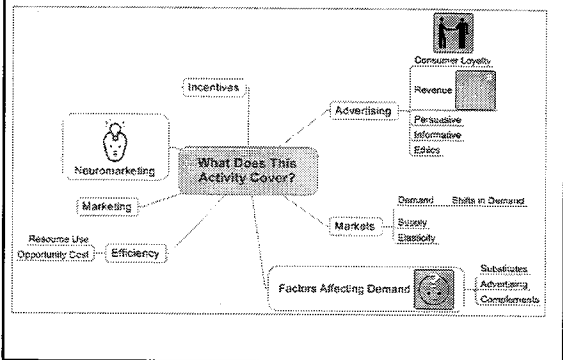 Consumer Loyalty
Incentives
Revenue
Advertising
Persuasive
Informative
Ethics
Neuromarketing
What Does This
Activity Cover?
Marketing
Demand
Shifts in Demand
Markets
Supply
Elasticity
Resource Use
Opportunity Cost
Efficiency
Factors Affecting Demand
Substitutes
Advertising
Complements